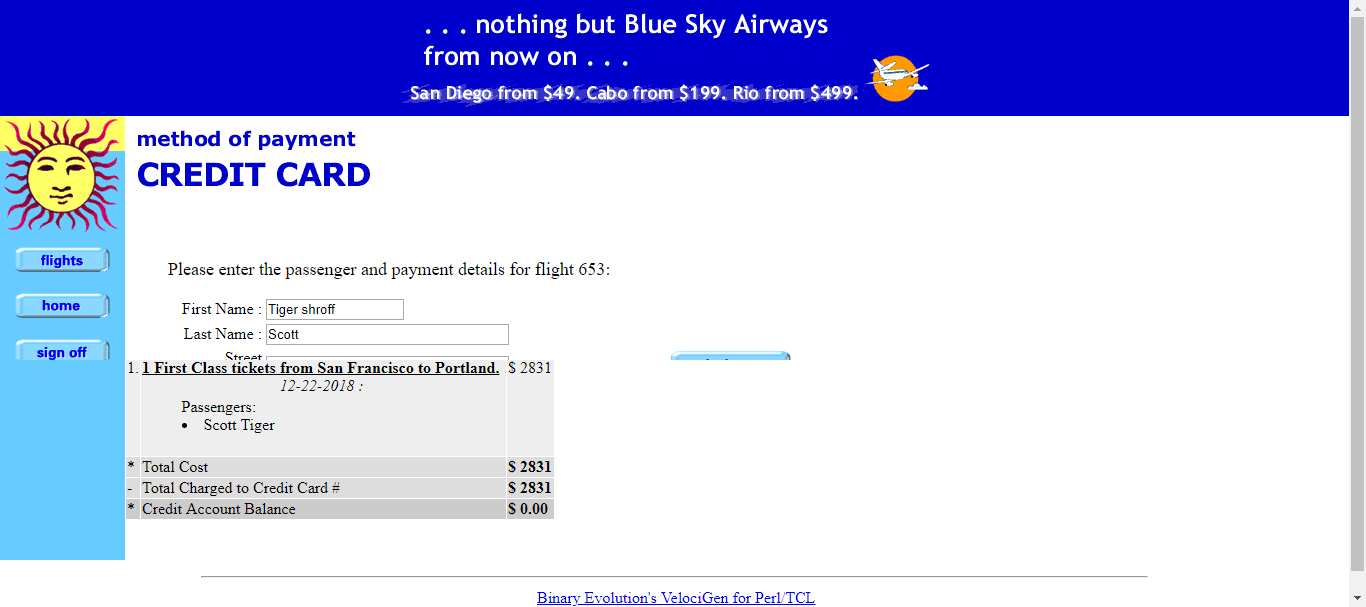 . . . nothing but Blue Sky Airways
from now on . . .
San Diego from $49. Cabo from $199. Rio from $499.
method of payment
CREDIT CARD
flights
home
sign off
Please enter the passenger and payment details for flight 653:
First Name : Tiger shroff
Last Name : Scott
Street
1. 1 First Class tickets from San Francisco to Portland. $ 2831
12-22-2018 :
Passengers:
• Scott Tiger
* Total Cost $ 2831
- Total Charged to Credit Card # $ 2831
* Credit Account Balance $ 0.00
Binary Evolution's VelociGen for Perl/TCL